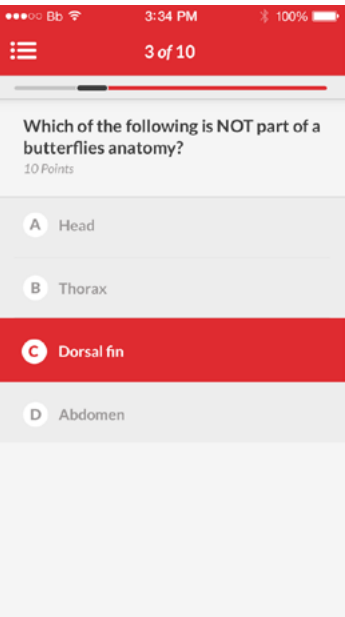 ●●●○○ Bb 3:34 PM 100%
3 of 10
Which of the following is NOT part of a
butterflies anatomy?
10 Points
A Head
B Thorax
C Dorsal fin
D Abdomen